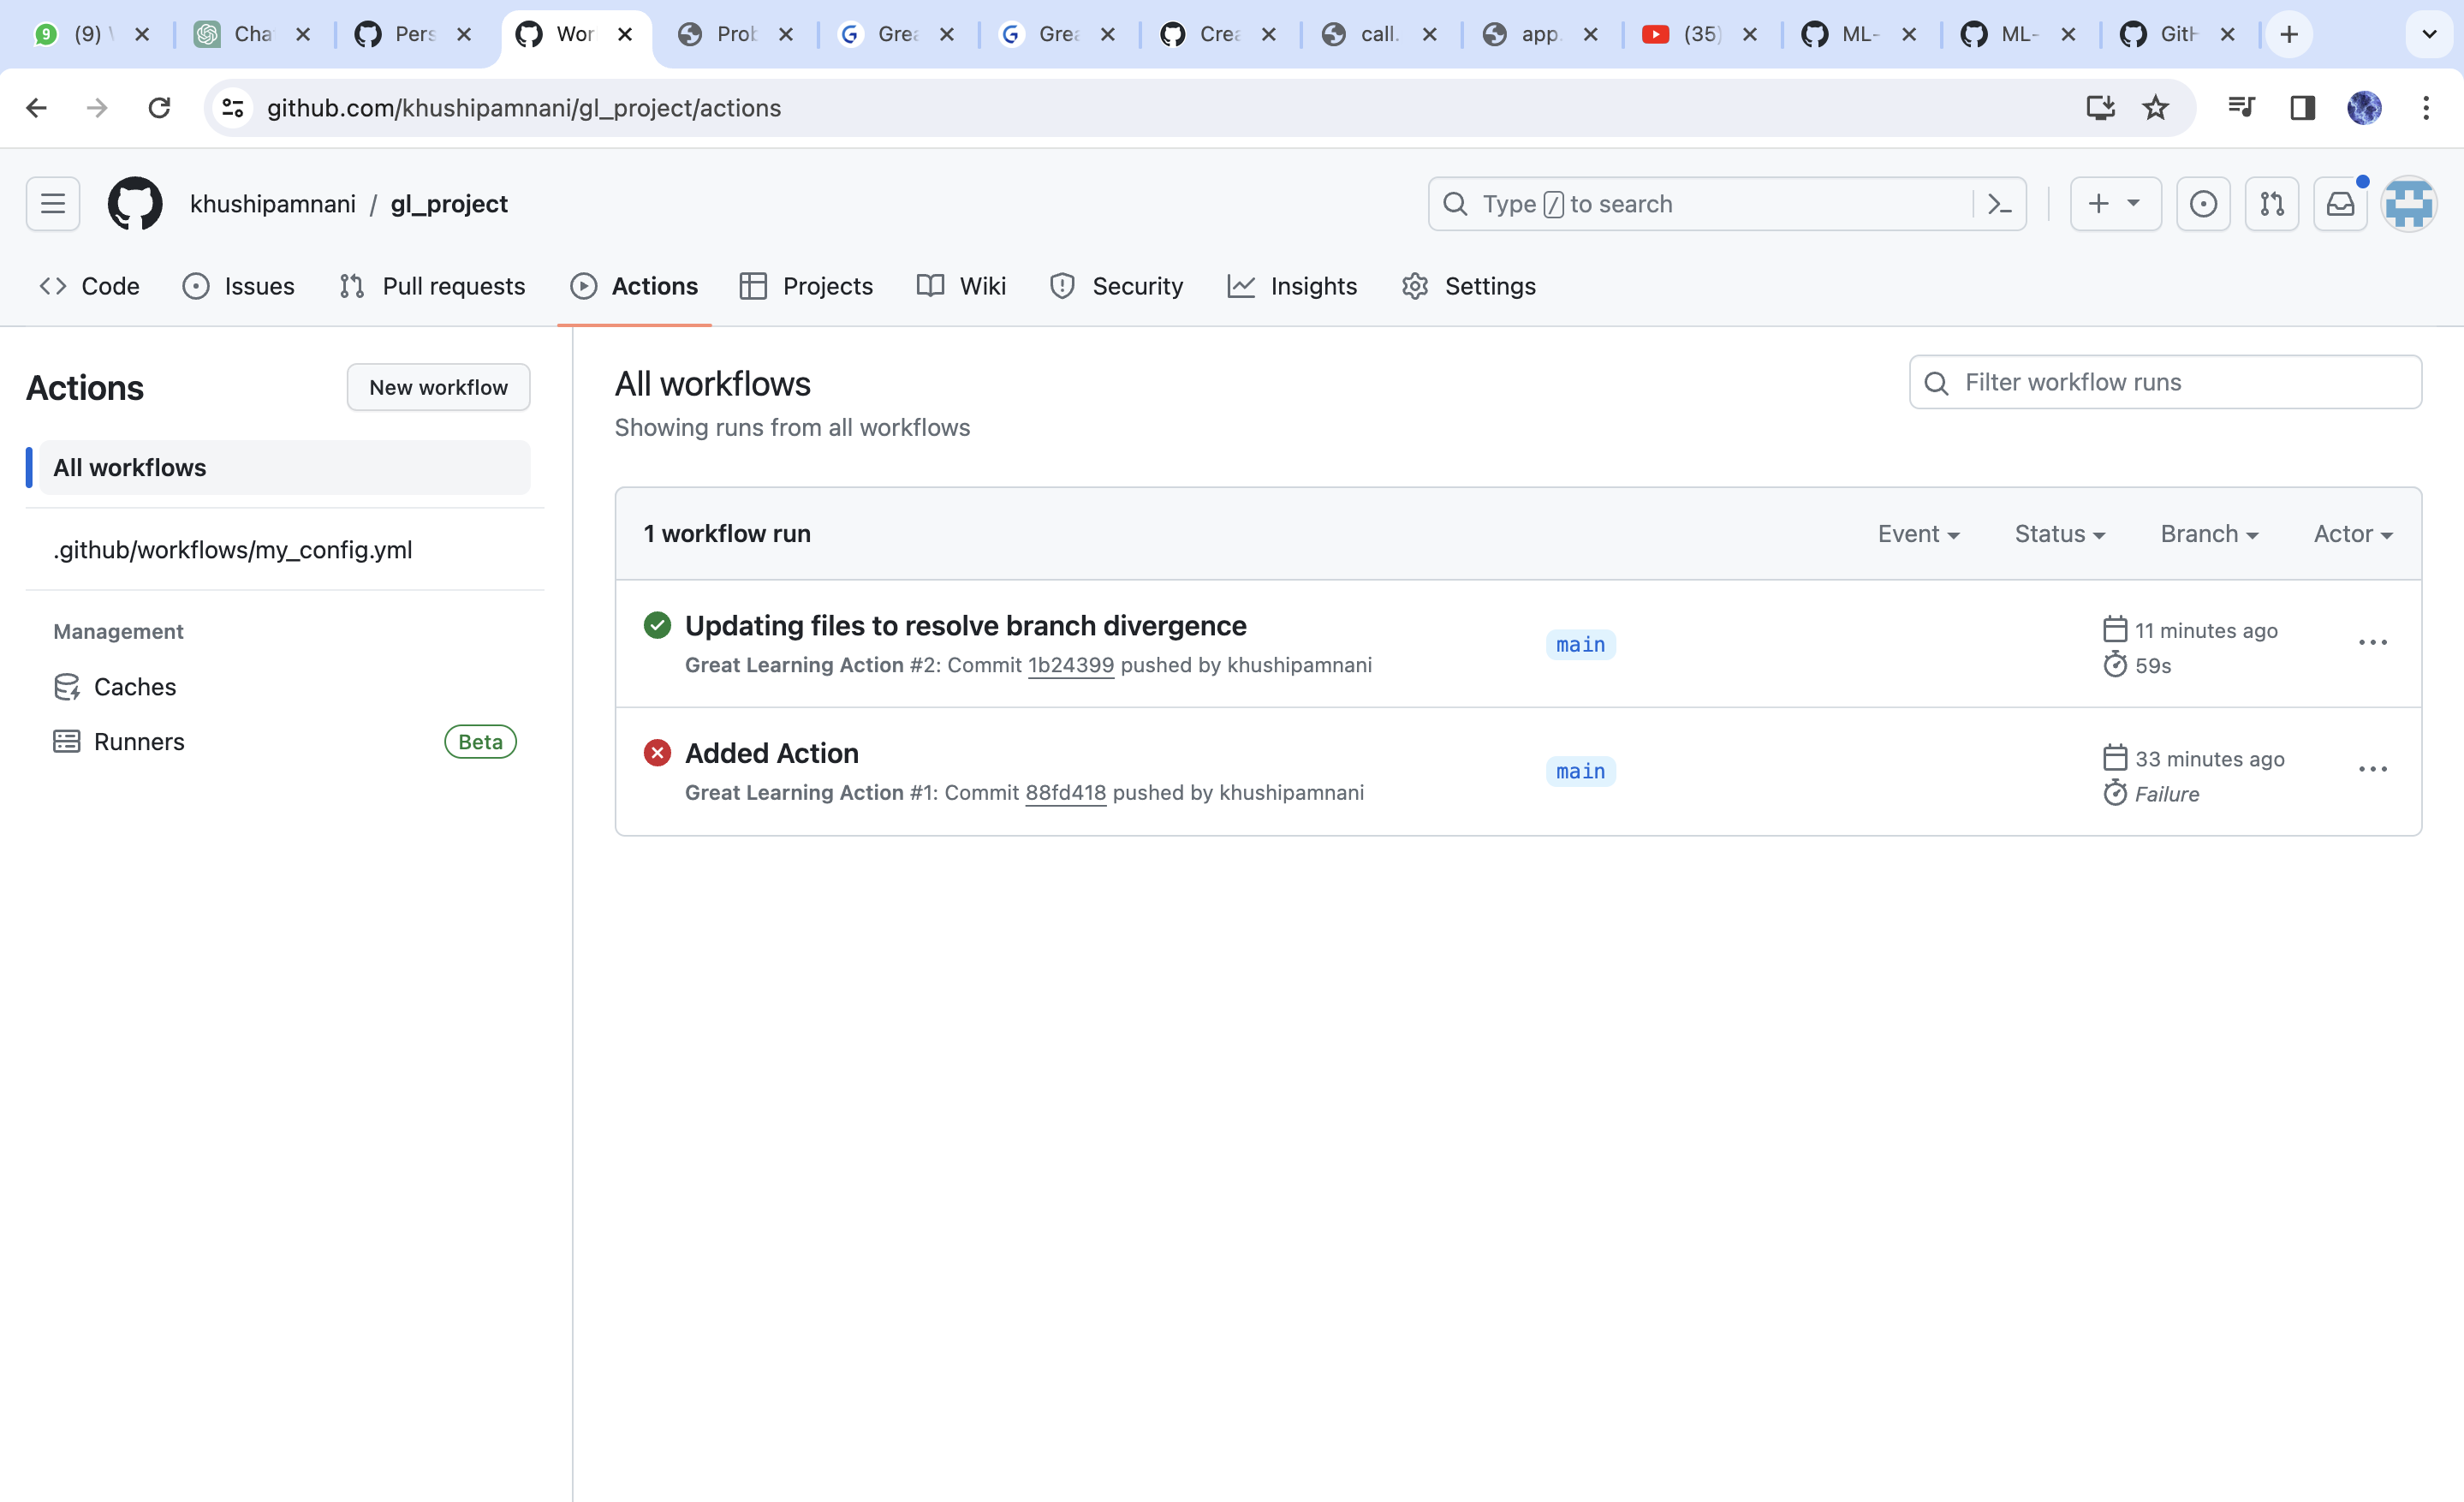 9 (9) Cha Pers Wor Prob Grea Grea Crea call. app. (35) ML- ML- GitH
github.com/khushipamnani/gl_project/actions
khushipamnani / gl_project
Type / to search
Code Issues Pull requests Actions Projects Wiki Security Insights Settings
Actions
New workflow
All workflows
.github/workflows/my_config.yml
Management
Caches
Runners
Beta
All workflows
Filter workflow runs
Showing runs from all workflows
1 workflow run
Event Status Branch Actor
Updating files to resolve branch divergence
Great Learning Action #2: Commit 1b24399 pushed by khushipamnani
main
11 minutes ago
59s
Added Action
Great Learning Action #1: Commit 88fd418 pushed by khushipamnani
main
33 minutes ago
Failure